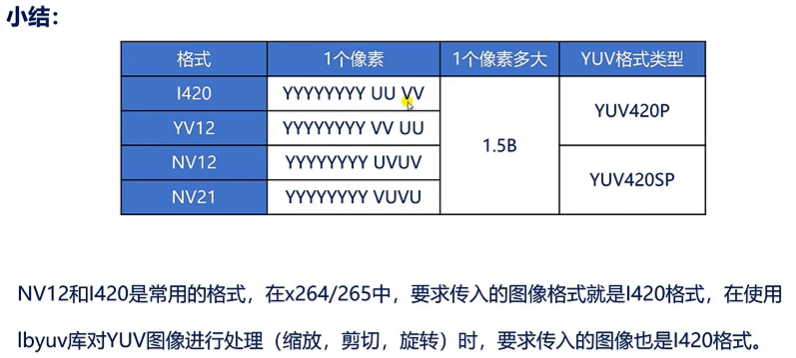 小结：
格式 1个像素 1个像素多大 YUV格式类型
I420 YYYYYYYY UU VV
YUV420P
YV12 YYYYYYYY VV UU
1.5B
NV12 YYYYYYYY UVUV
YUV420SP
NV21 YYYYYYYY VUVU
NV12和I420是常用的格式，在x264/265中，要求传入的图像格式就是I420格式，在使用
lbyuv库对YUV图像进行处理（缩放，剪切，旋转）时，要求传入的图像也是I420格式。